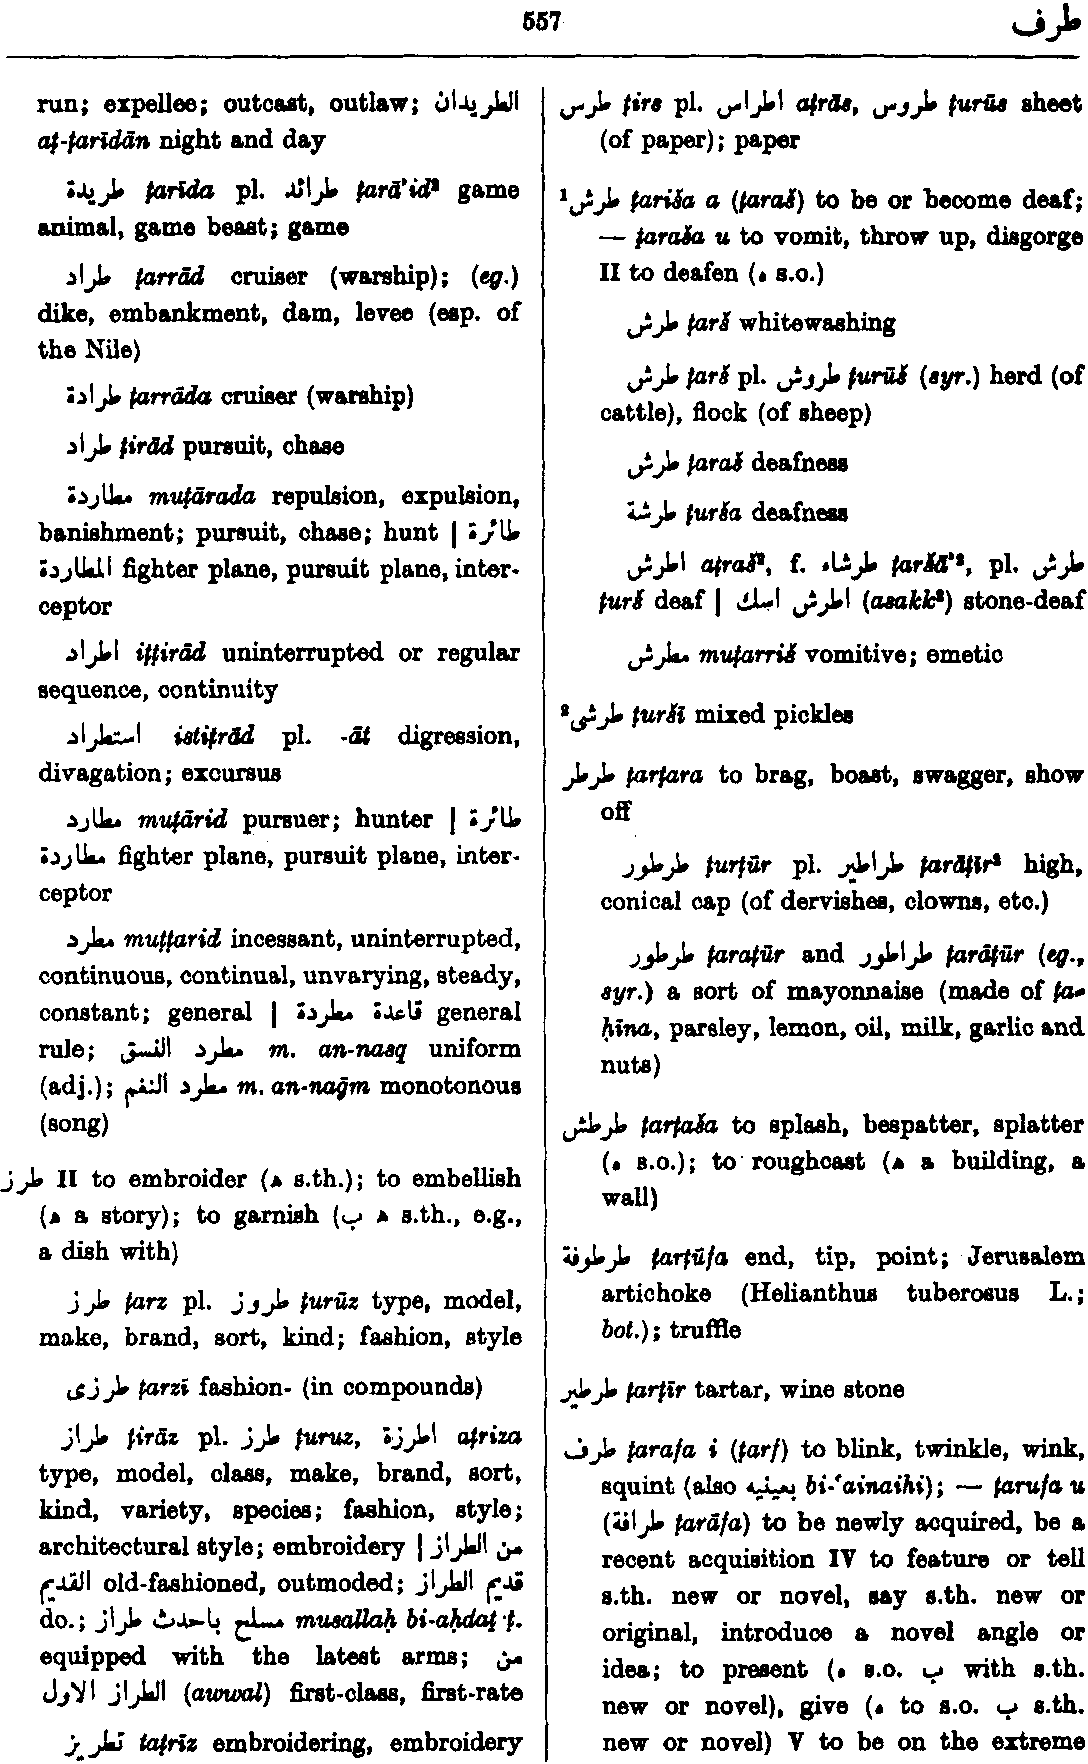 557
طرف
run; expellee; outcast, outlaw; الطريدان
aṭ-ṭarīdān night and day
طريدة ṭarīda pl. طرائد ṭarā'id² game
animal, game beast; game
طراد ṭarrād cruiser (warship); (eg.)
dike, embankment, dam, levee (esp. of
the Nile)
طرادة ṭarrāda cruiser (warship)
طراد ṭirād pursuit, chase
مطاردة muṭārada repulsion, expulsion,
banishment; pursuit, chase; hunt | طائرة
المطاردة fighter plane, pursuit plane, inter-
ceptor
اطراد iṭṭirād uninterrupted or regular
sequence, continuity
استطراد istiṭrād pl. -āt digression,
divagation; excursus
مطارد muṭārid pursuer; hunter | طائرة
مطاردة fighter plane, pursuit plane, inter-
ceptor
مطرد muṭṭarid incessant, uninterrupted,
continuous, continual, unvarying, steady,
constant; general | قاعدة مطردة general
rule; مطرد النسق m. an-nasq uniform
(adj.); مطرد النغم m. an-naḡm monotonous
(song)
طرز II to embroider (ه s.th.); to embellish
(ه a story); to garnish (ه ب s.th., e.g.,
a dish with)
طرز ṭarz pl. طروز ṭurūz type, model,
make, brand, sort, kind; fashion, style
طرزى ṭarzī fashion- (in compounds)
طراز ṭirāz pl. طرز ṭuruz, اطرزة aṭriza
type, model, class, make, brand, sort,
kind, variety, species; fashion, style;
architectural style; embroidery | من الطراز
القديم old-fashioned, outmoded; قديم الطراز
do.; مسلح باحدث طراز musallaḥ bi-aḥdaṯ ṭ.
equipped with the latest arms; من
الطراز الاول (awwal) first-class, first-rate
تطريز taṭrīz embroidering, embroidery
طرس ṭirs pl. اطراس aṭrās, طروس ṭurūs sheet
(of paper); paper
¹طرش ṭariša a (ṭaraš) to be or become deaf;
— ṭaraša u to vomit, throw up, disgorge
II to deafen (ه s.o.)
طرش ṭarš whitewashing
طرش ṭarš pl. طروش ṭurūš (syr.) herd (of
cattle), flock (of sheep)
طرش ṭaraš deafness
طرشة ṭurša deafness
اطرش aṭraš², f. طرشاء ṭaršā'², pl. طرش
ṭurš deaf | اطرش اسك (asakk²) stone-deaf
مطرش muṭarriš vomitive; emetic
²طرشى ṭuršī mixed pickles
طرطر ṭarṭara to brag, boast, swagger, show
off
طرطور ṭurṭūr pl. طراطير ṭarāṭīr² high,
conical cap (of dervishes, clowns, etc.)
طرطور ṭaraṭūr and طراطور ṭarāṭūr (eg.,
syr.) a sort of mayonnaise (made of ṭa-
ḥīna, parsley, lemon, oil, milk, garlic and
nuts)
طرطش ṭarṭaša to splash, bespatter, splatter
(ه s.o.); to roughcast (ه a building, a
wall)
طرطوفة ṭarṭūfa end, tip, point; Jerusalem
artichoke (Helianthus tuberosus L.;
bot.); truffle
طرطير ṭarṭīr tartar, wine stone
طرف ṭarafa i (ṭarf) to blink, twinkle, wink,
squint (also بعينيه bi-‘ainaihi); — ṭarufa u
(طرافة ṭarāfa) to be newly acquired, be a
recent acquisition IV to feature or tell
s.th. new or novel, say s.th. new or
original, introduce a novel angle or
idea; to present (ه s.o. ب with s.th.
new or novel), give (ه to s.o. ب s.th.
new or novel) V to be on the extreme